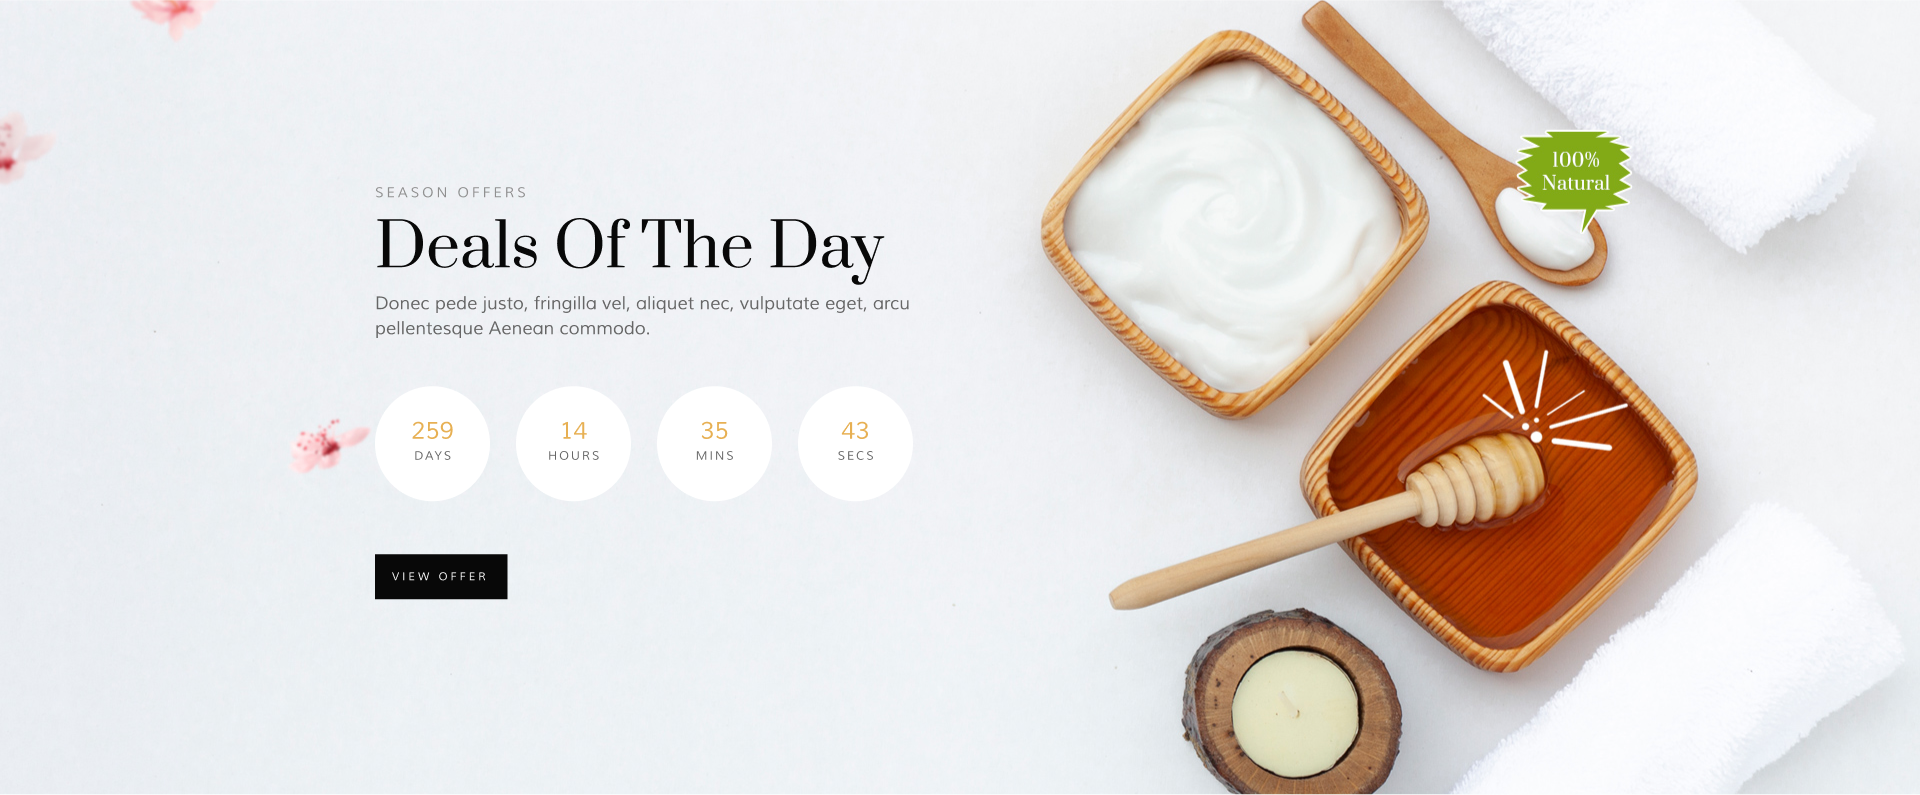 SEASON OFFERS
Deals Of The Day
Donec pede justo, fringilla vel, aliquet nec, vulputate eget, arcu
pellentesque Aenean commodo.
259
DAYS
14
HOURS
35
MINS
43
SECS
VIEW OFFER
100%
Natural